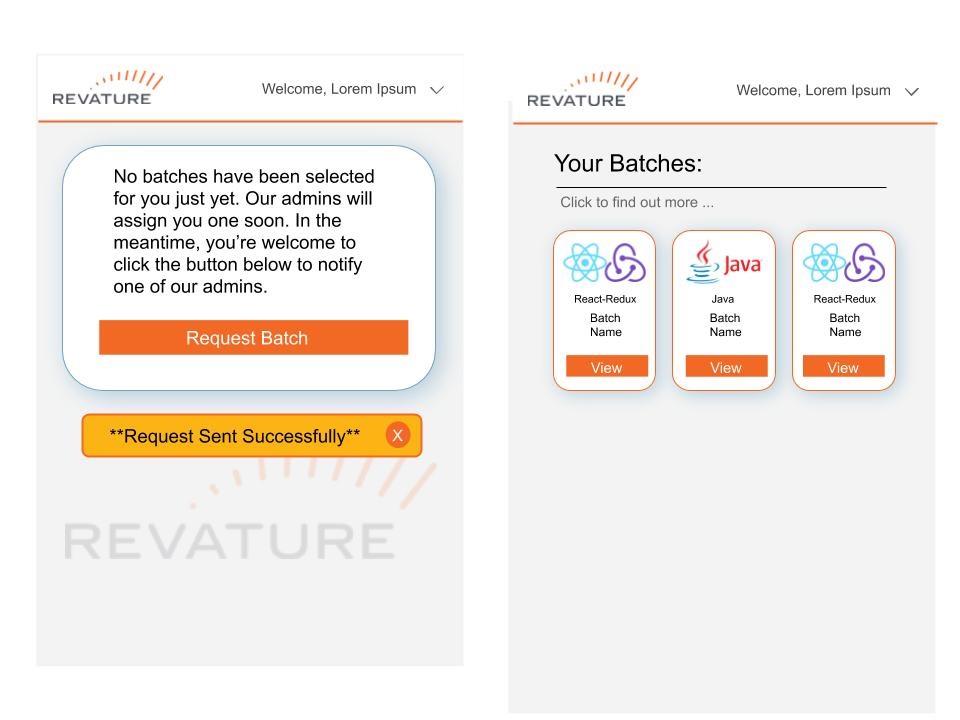 REVATURE
Welcome, Lorem Ipsum
No batches have been selected
for you just yet. Our admins will
assign you one soon. In the
meantime, you’re welcome to
click the button below to notify
one of our admins.
Request Batch
**Request Sent Successfully**
X
REVATURE
REVATURE
Welcome, Lorem Ipsum
Your Batches:
Click to find out more ...
React-Redux
Batch
Name
View
Java
Java
Batch
Name
View
React-Redux
Batch
Name
View